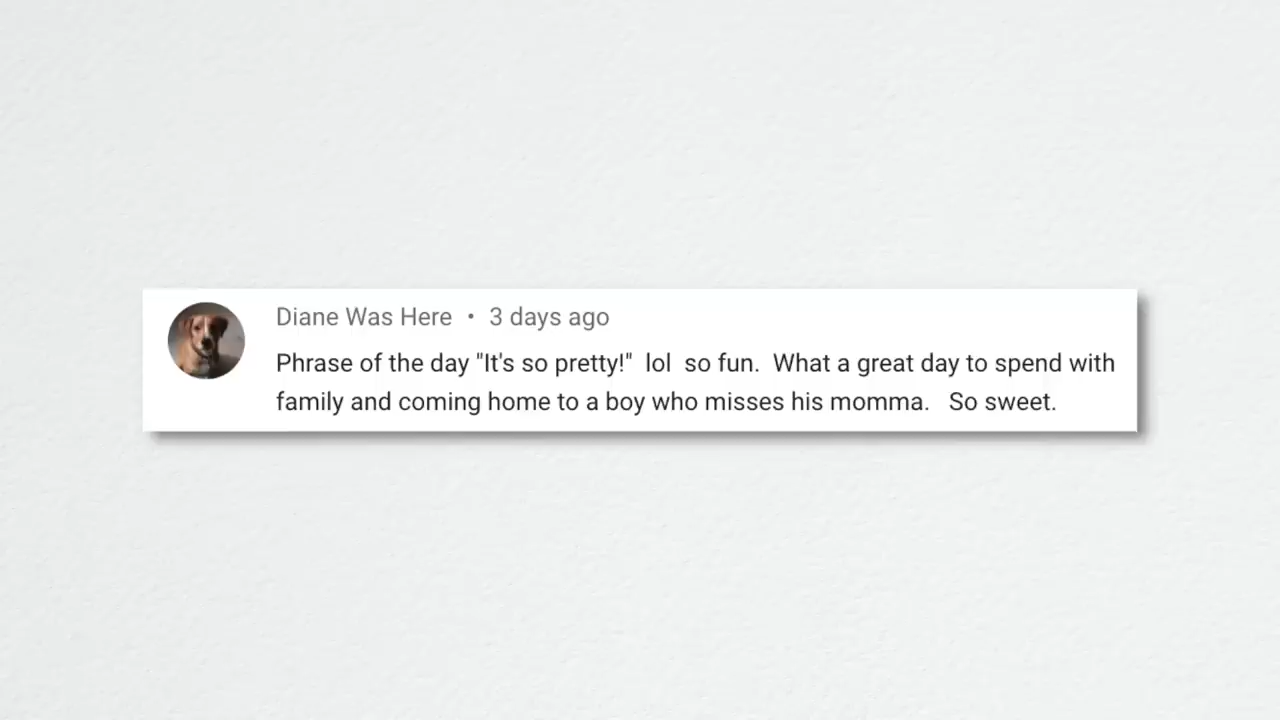 Diane Was Here • 3 days ago
Phrase of the day "It's so pretty!"  lol  so fun.  What a great day to spend with
family and coming home to a boy who misses his momma.   So sweet.